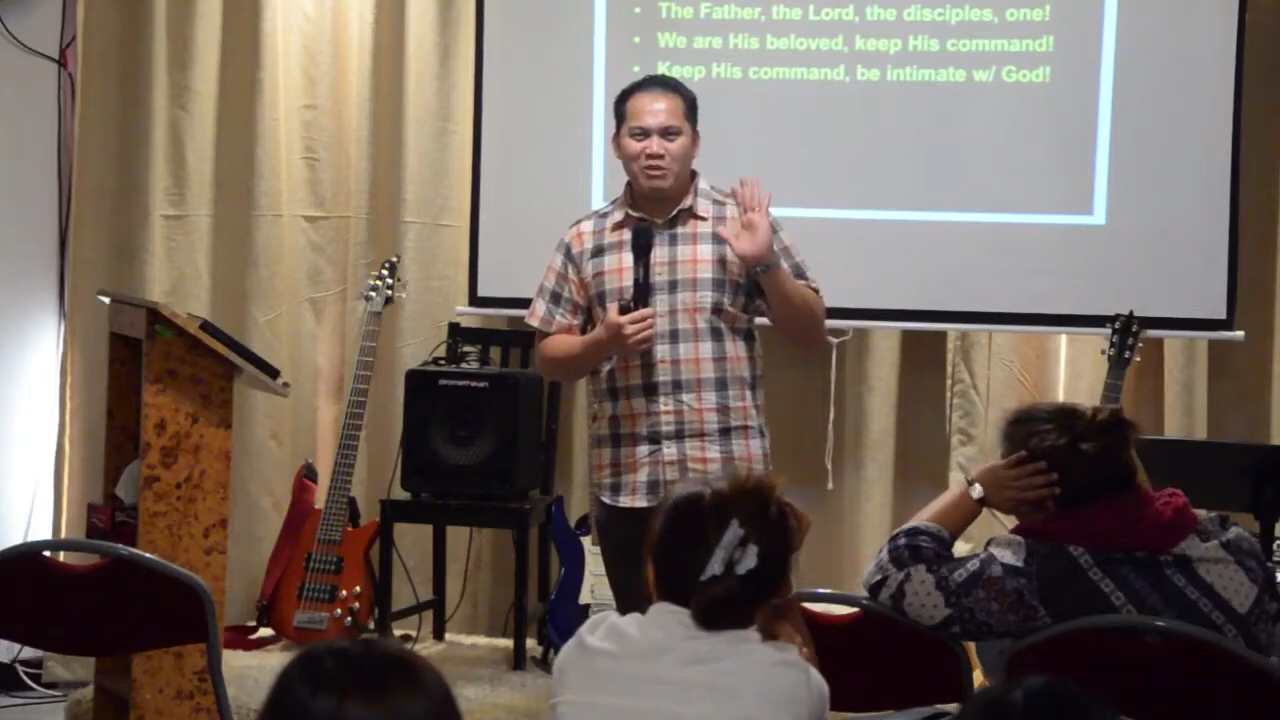 • The Father, the Lord, the disciples, one!
• We are His beloved, keep His command!
• Keep His command, be intimate w/ God!
promethean